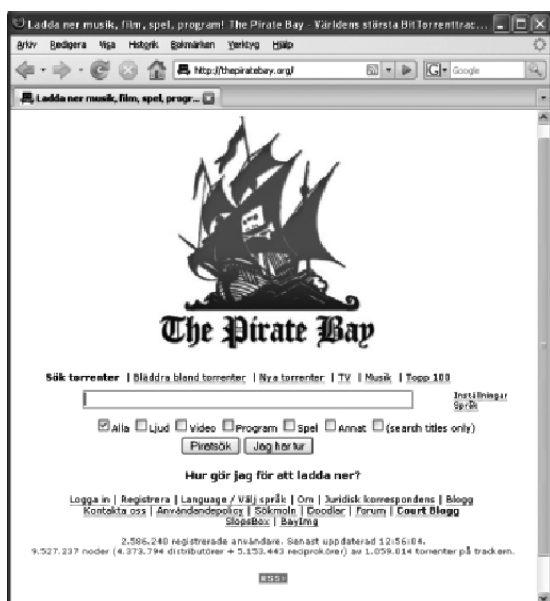 Ladda ner musik, film, spel, program! The Pirate Bay - Världens största BitTorrenttrac...
Arkiv Redigera Visa Historik Bokmärken Verktyg Hjälp
http://thepiratebay.org/ Google
Ladda ner musik, film, spel, progr...
The Pirate Bay
Sök torrenter | Bläddra bland torrenter | Nya torrenter | TV | Musik | Topp 100
Inställningar
Språk
Alla Ljud Video Program Spel Annat (search titles only)
Piratsök Jag har tur
Hur gör jag för att ladda ner?
Logga in | Registrera | Language / Välj språk | Om | Juridisk korrespondens | Blogg
Kontakta oss | Användandepolicy | Sökmoln | Doodlar | Forum | Court Blogg
SlopsBox | BayImg
2.586.240 registrerade användare. Senast uppdaterad 12:56:04.
9.527.237 noder (4.373.794 distributörer + 5.153.443 reciprokörer) av 1.059.014 torrenter på trackern.
RSS